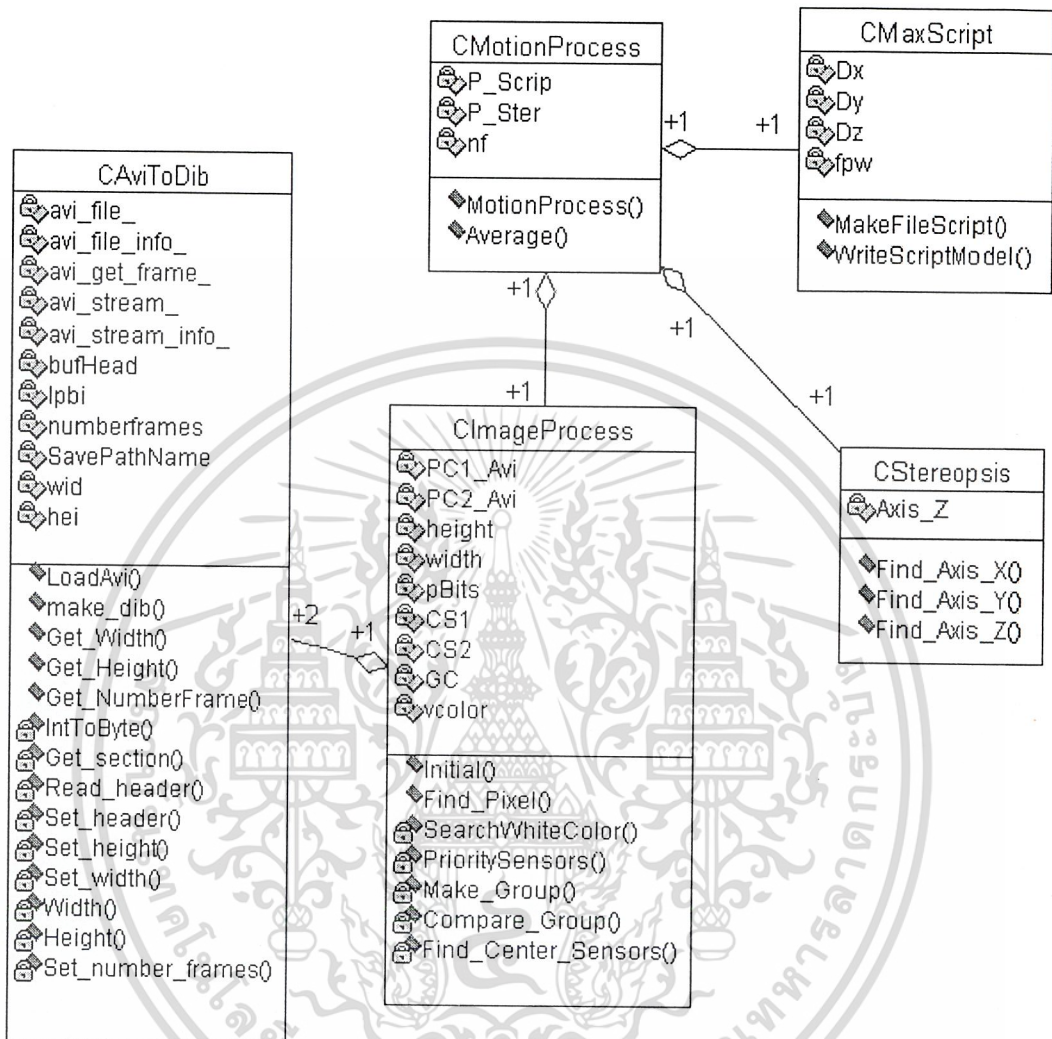 CMotionProcess
P_Scrip
P_Ster
nf
MotionProcess()
Average()
CMaxScript
Dx
Dy
Dz
fpw
MakeFileScript()
WriteScriptModel()
+1
+1
+1
+1
+1
+1
CAviToDib
avi_file_
avi_file_info_
avi_get_frame_
avi_stream_
avi_stream_info_
bufHead
lpbi
numberframes
SavePathName
wid
hei
LoadAvi()
make_dib()
Get_Width()
Get_Height()
Get_NumberFrame()
IntToByte()
Get_section()
Read_header()
Set_header()
Set_height()
Set_width()
Width()
Height()
Set_number_frames()
+2
+1
CImageProcess
PC1_Avi
PC2_Avi
height
width
pBits
CS1
CS2
GC
vcolor
Initial()
Find_Pixel()
SearchWhiteColor()
PrioritySensors()
Make_Group()
Compare_Group()
Find_Center_Sensors()
CStereopsis
Axis_Z
Find_Axis_X()
Find_Axis_Y()
Find_Axis_Z()